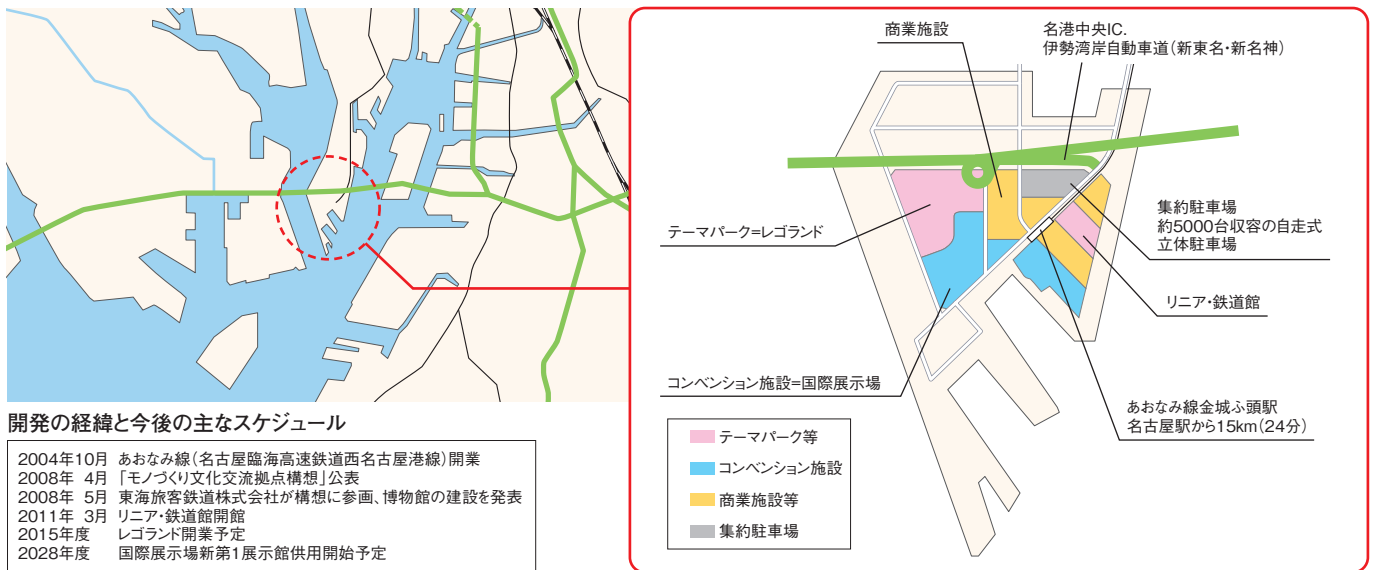 商業施設
名港中央IC.
伊勢湾岸自動車道(新東名・新名神)
テーマパーク=レゴランド
集約駐車場
約5000台収容の自走式
立体駐車場
リニア・鉄道館
コンベンション施設=国際展示場
あおなみ線金城ふ頭駅
名古屋駅から15km(24分)
テーマパーク等
コンベンション施設
商業施設等
集約駐車場
開発の経緯と今後の主なスケジュール
2004年10月 あおなみ線(名古屋臨海高速鉄道西名古屋港線)開業
2008年 4月 「モノづくり文化交流拠点構想」公表
2008年 5月 東海旅客鉄道株式会社が構想に参画、博物館の建設を発表
2011年 3月 リニア・鉄道館開館
2015年度 レゴランド開業予定
2028年度 国際展示場新第1展示館供用開始予定